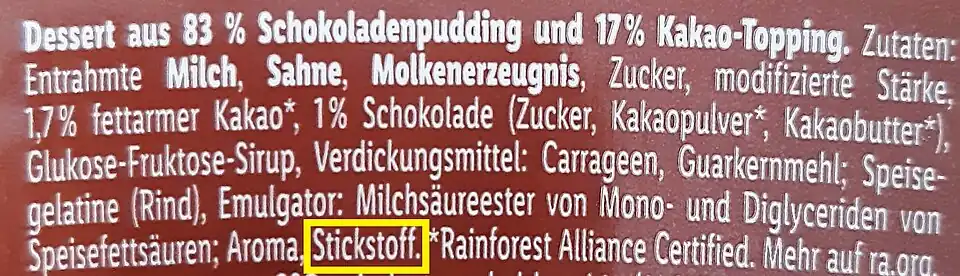 Dessert aus 83 % Schokoladenpudding und 17% Kakao-Topping. Zutaten:
Entrahmte Milch, Sahne, Molkenerzeugnis, Zucker, modifizierte Stärke,
1,7% fettarmer Kakao*, 1% Schokolade (Zucker, Kakaopulver*, Kakaobutter*),
Glukose-Fruktose-Sirup, Verdickungsmittel: Carrageen, Guarkernmehl; Speise-
gelatine (Rind), Emulgator: Milchsäureester von Mono- und Diglyceriden von
Speisefettsäuren; Aroma, Stickstoff. *Rainforest Alliance Certified. Mehr auf ra.org.